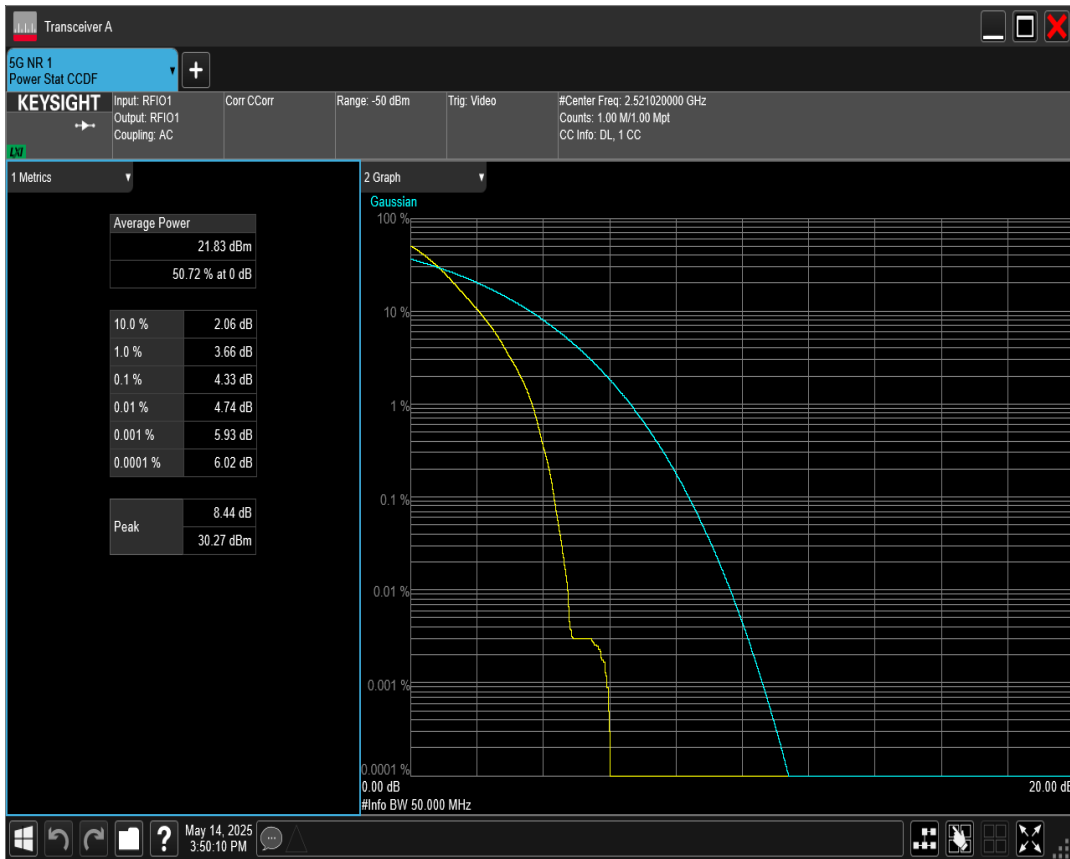 Transceiver A
5G NR 1
Power Stat CCDF
KEYSIGHT
LXI
Input: RFIO1
Output: RFIO1
Coupling: AC
Corr CCorr
Range: -50 dBm
Trig: Video
#Center Freq: 2.521020000 GHz
Counts: 1.00 M/1.00 Mpt
CC Info: DL, 1 CC
1 Metrics
Average Power
21.83 dBm
50.72 % at 0 dB
10.0 % 2.06 dB
1.0 % 3.66 dB
0.1 % 4.33 dB
0.01 % 4.74 dB
0.001 % 5.93 dB
0.0001 % 6.02 dB
Peak 8.44 dB
30.27 dBm
2 Graph
Gaussian
100 %
10 %
1 %
0.1 %
0.01 %
0.001 %
0.0001 %
0.00 dB 20.00 dB
#Info BW 50.000 MHz
May 14, 2025
3:50:10 PM